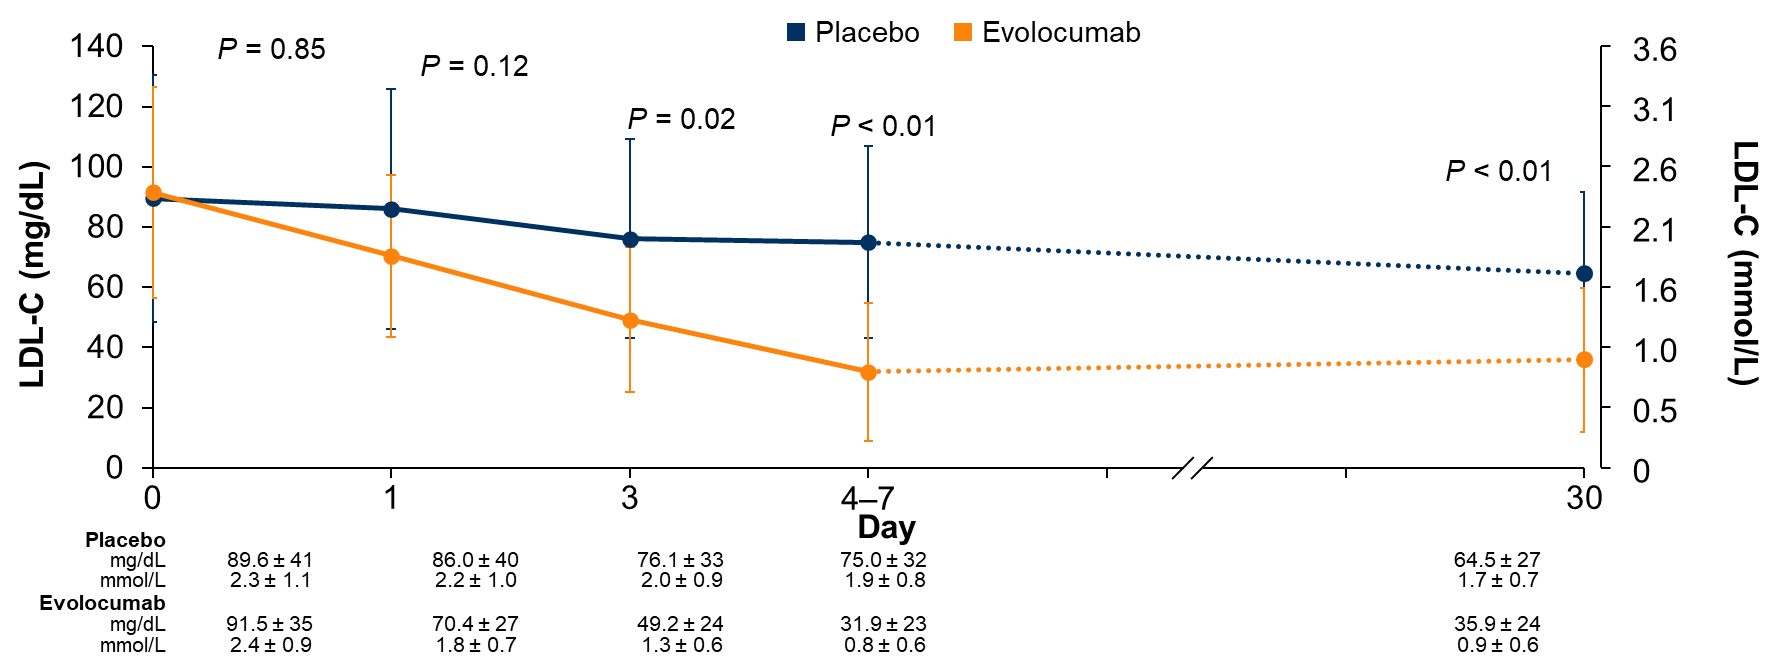 Placebo Evolocumab
P = 0.85
P = 0.12
P = 0.02
P < 0.01
P < 0.01
LDL-C (mg/dL)
140
120
100
80
60
40
20
0
3.6
3.1
2.6
2.1
1.6
1.0
0.5
0
LDL-C (mmol/L)
0 1 3 4–7 30
Day
Placebo
mg/dL 89.6 ± 41 86.0 ± 40 76.1 ± 33 75.0 ± 32 64.5 ± 27
mmol/L 2.3 ± 1.1 2.2 ± 1.0 2.0 ± 0.9 1.9 ± 0.8 1.7 ± 0.7
Evolocumab
mg/dL 91.5 ± 35 70.4 ± 27 49.2 ± 24 31.9 ± 23 35.9 ± 24
mmol/L 2.4 ± 0.9 1.8 ± 0.7 1.3 ± 0.6 0.8 ± 0.6 0.9 ± 0.6